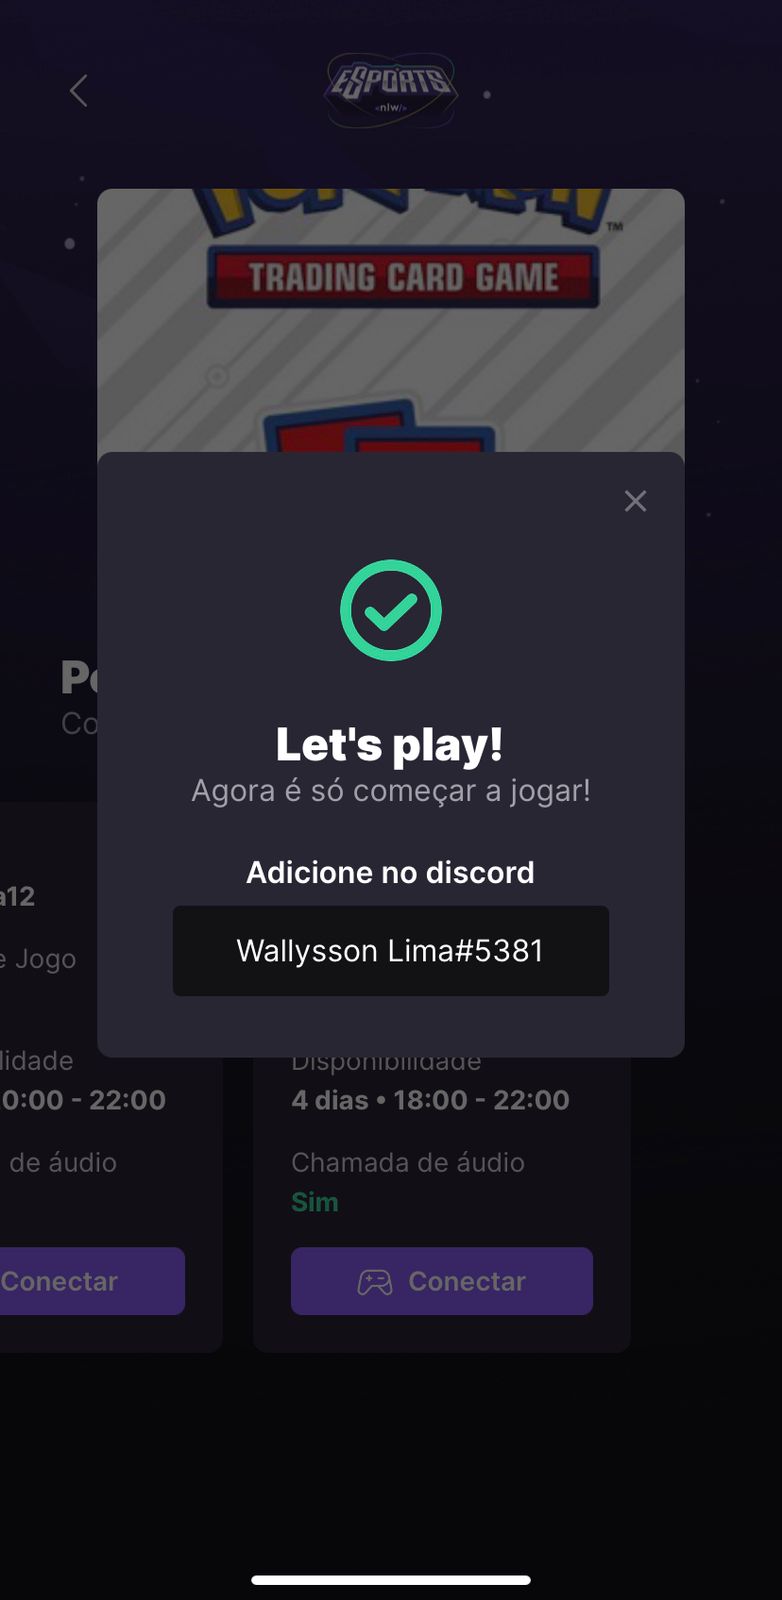 ESPORTS
<nlw/>
TM
TRADING CARD GAME
Let's play!
Agora é só começar a jogar!
Adicione no discord
Wallysson Lima#5381
a12
e Jogo
lidade
0:00 - 22:00
de áudio
Conectar
Disponibilidade
4 dias • 18:00 - 22:00
Chamada de áudio
Sim
Conectar